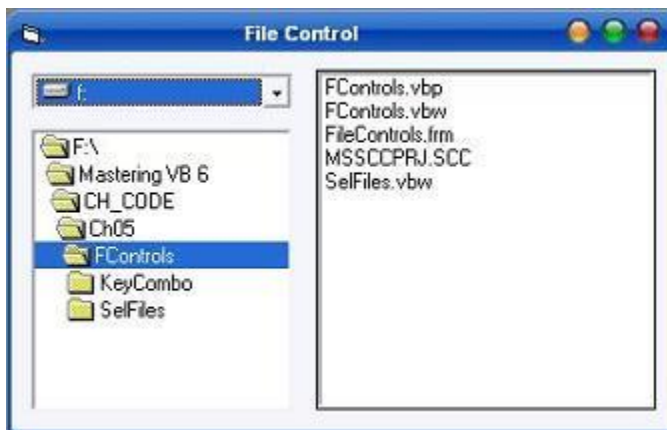 File Control
f:
F:\
Mastering VB 6
CH_CODE
Ch05
FControls
KeyCombo
SelFiles
FControls.vbp
FControls.vbw
FileControls.frm
MSSCCPRJ.SCC
SelFiles.vbw